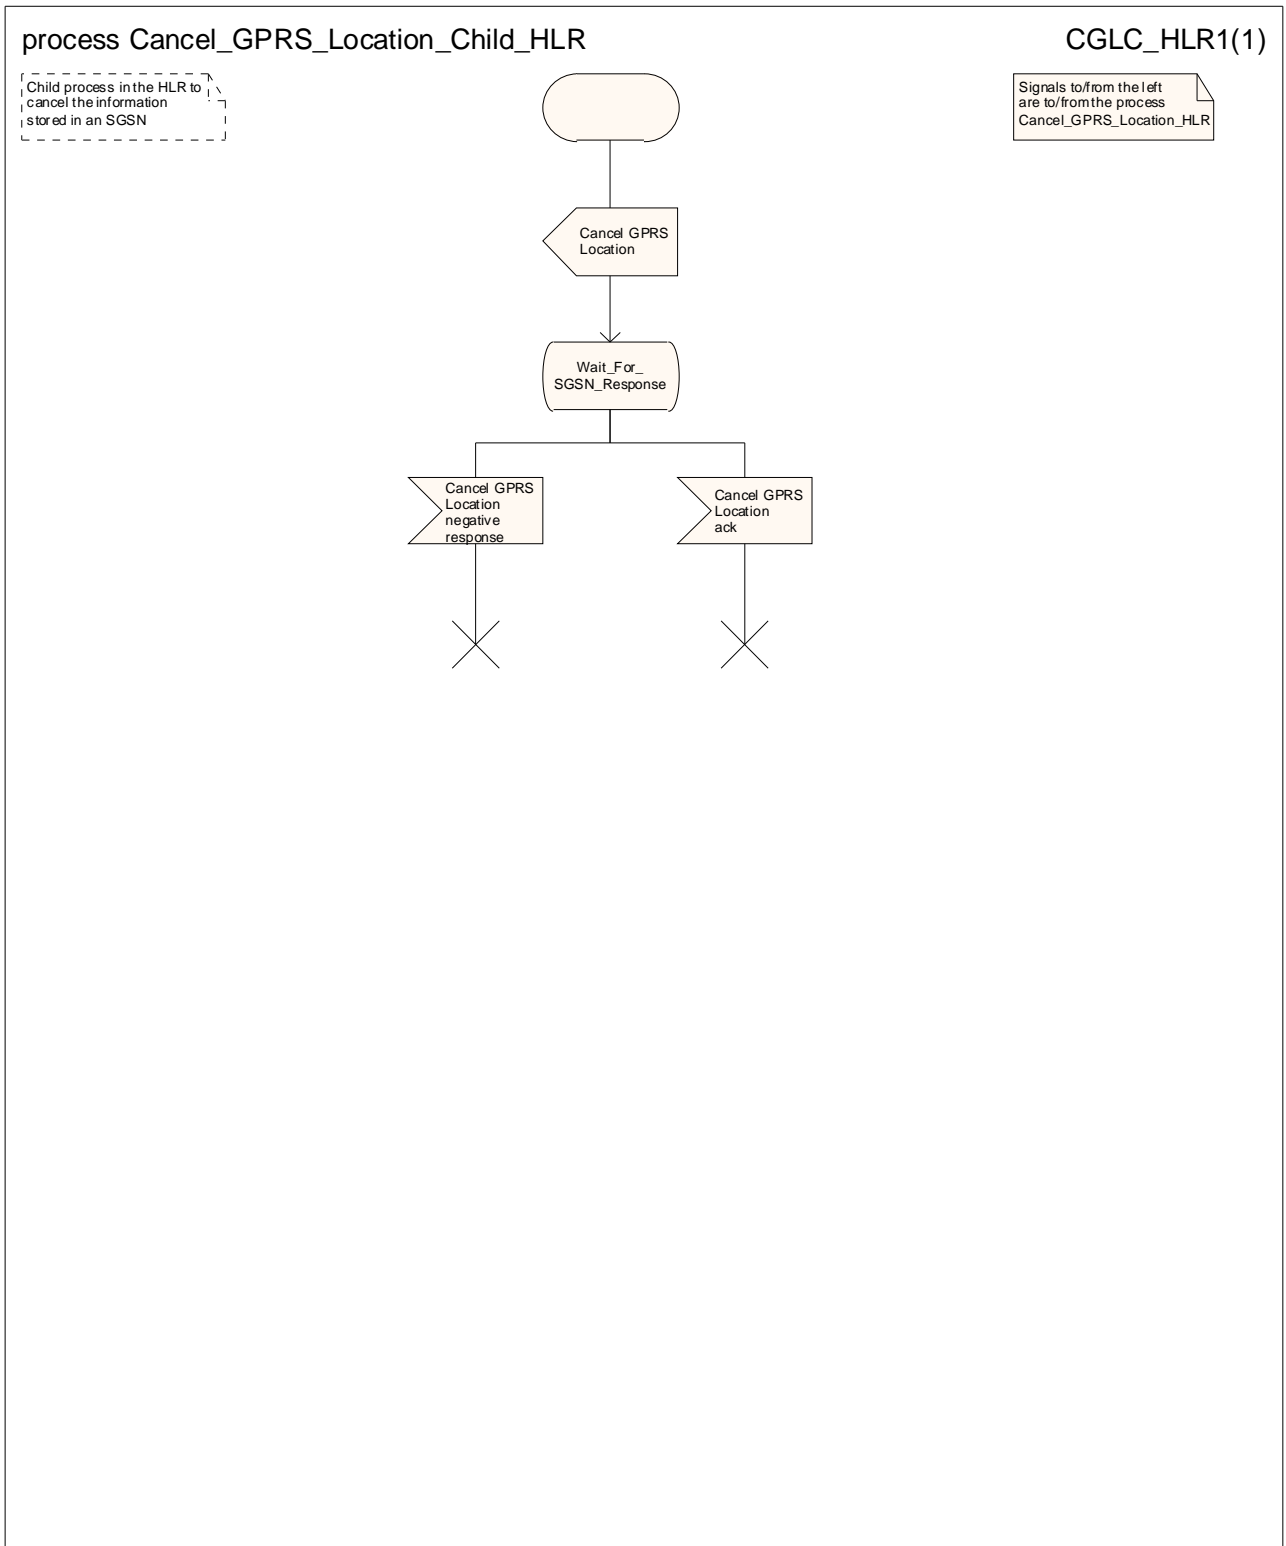 process Cancel_GPRS_Location_Child_HLR
CGLC_HLR1(1)
Child process in the HLR to
cancel the information
stored in an SGSN
Signals to/from the left
are to/from the process
Cancel_GPRS_Location_HLR
Cancel GPRS
Location
Wait_For_
SGSN_Response
Cancel GPRS
Location
negative
response
Cancel GPRS
Location
ack